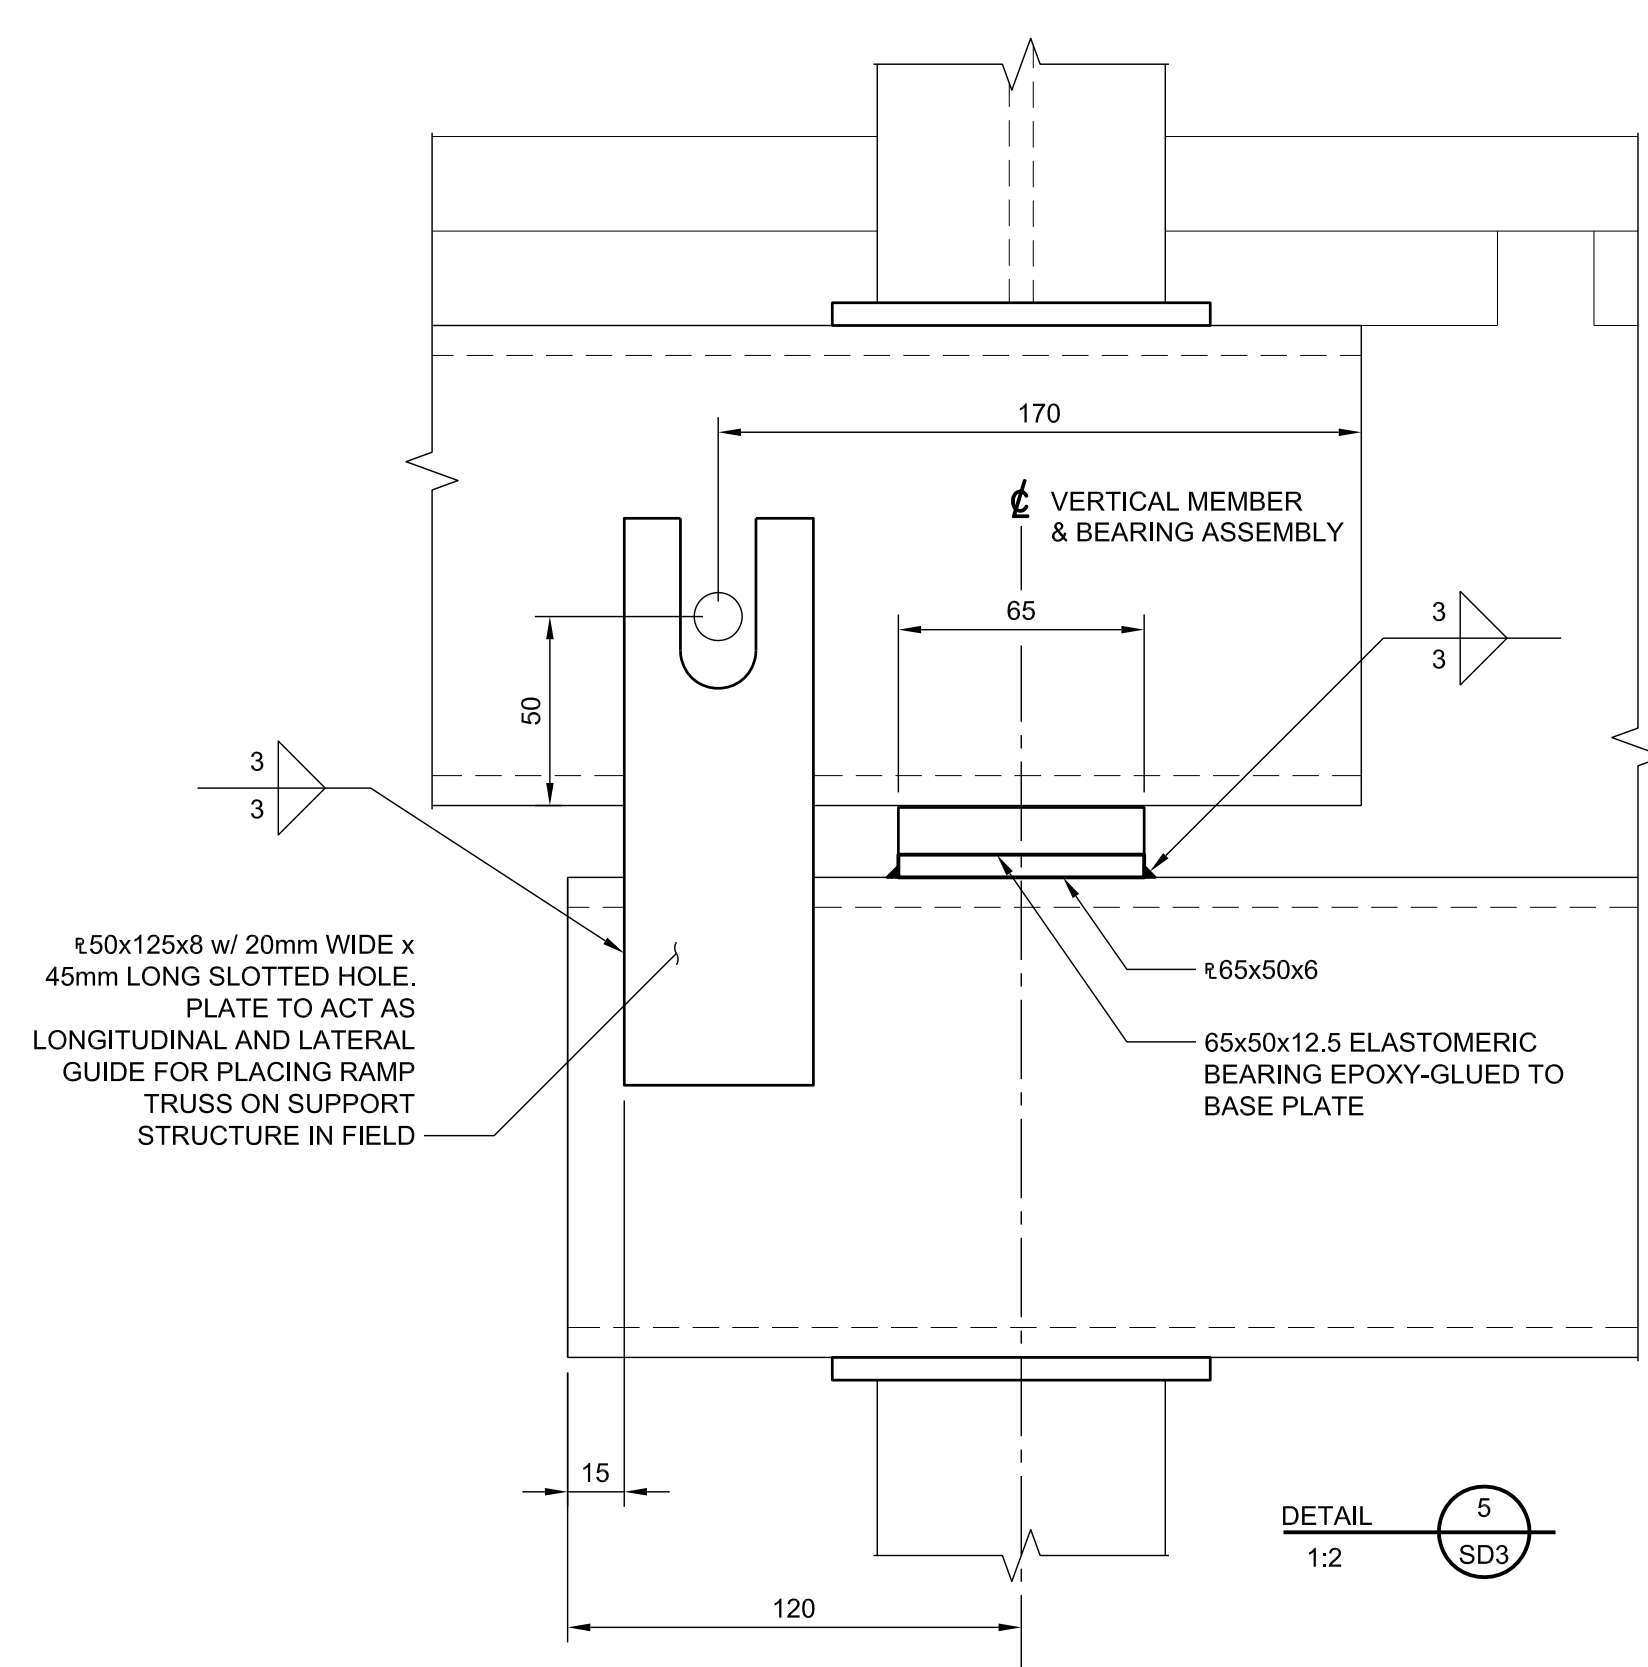 170
℄ VERTICAL MEMBER
& BEARING ASSEMBLY
65
3
3
50
3
3
℄50x125x8 w/ 20mm WIDE x
45mm LONG SLOTTED HOLE.
PLATE TO ACT AS
LONGITUDINAL AND LATERAL
GUIDE FOR PLACING RAMP
TRUSS ON SUPPORT
STRUCTURE IN FIELD
℄65x50x6
65x50x12.5 ELASTOMERIC
BEARING EPOXY-GLUED TO
BASE PLATE
15
120
DETAIL
1:2
5
SD3